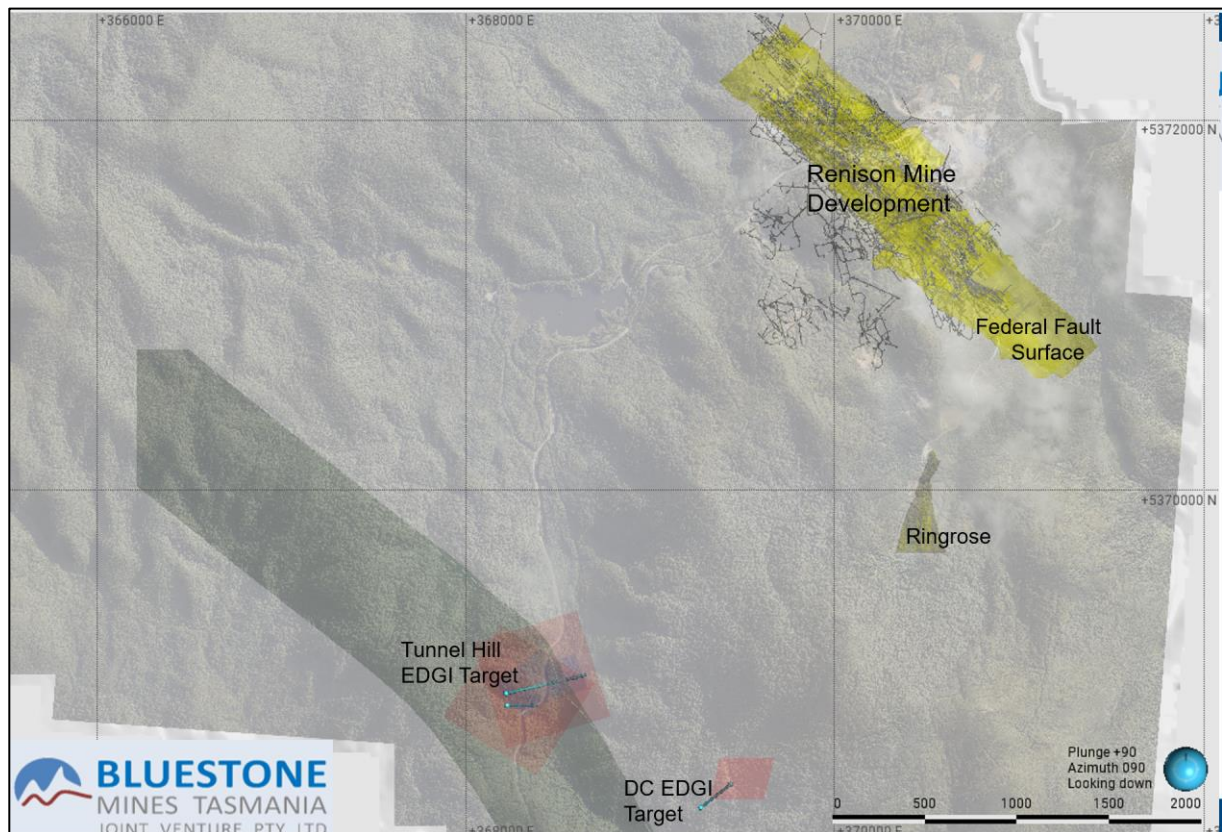 +366000 E
+368000 E
+370000 E
+5372000 N
Renison Mine
Development
Federal Fault
Surface
+5370000 N
Ringrose
Tunnel Hill
EDGI Target
DC EDGI
Target
Plunge +90
Azimuth 090
Looking down
0 500 1000 1500 2000
BLUESTONE
MINES TASMANIA
JOINT VENTURE PTY LTD
+368000 E
+370000 E